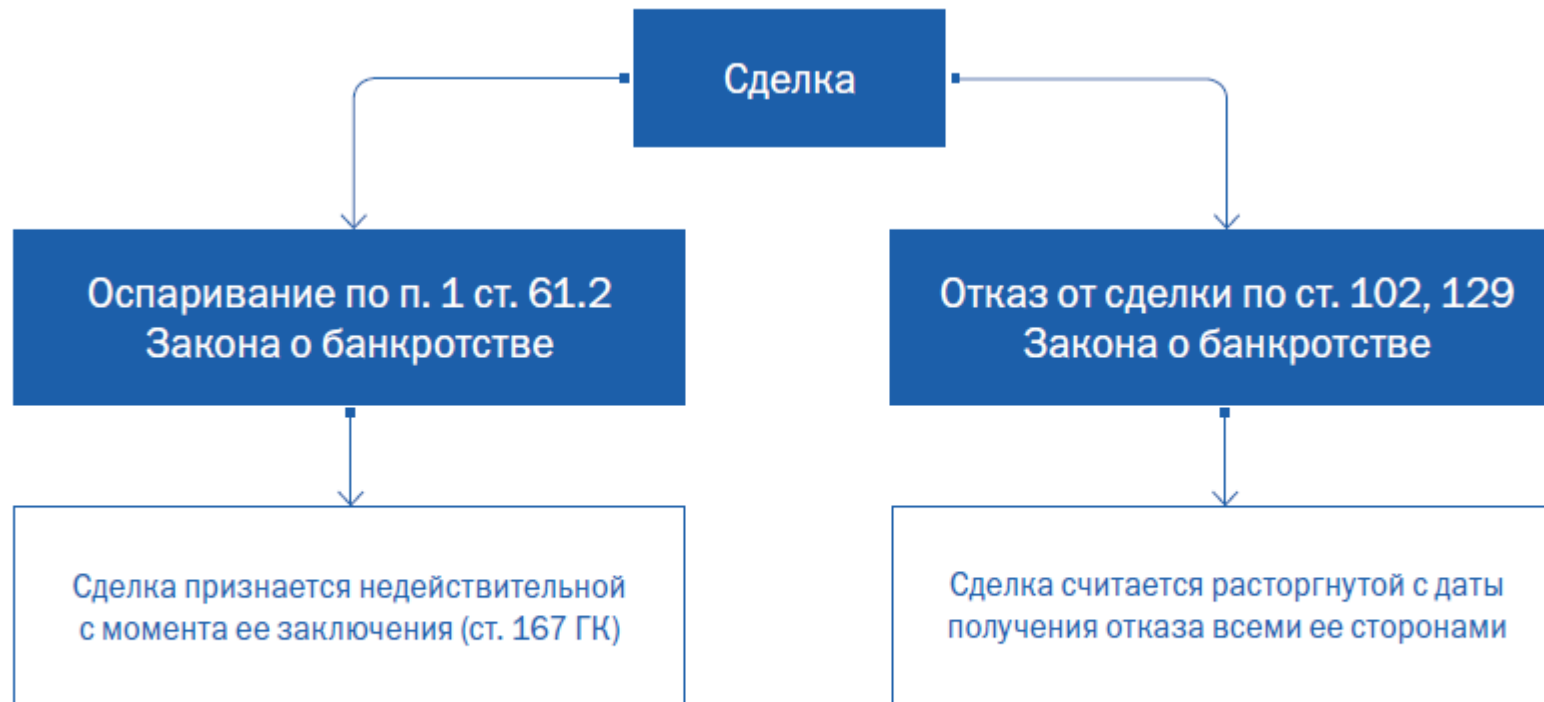 Сделка
Оспаривание по п. 1 ст. 61.2
Закона о банкротстве
Отказ от сделки по ст. 102, 129
Закона о банкротстве
Сделка признается недействительной
с момента ее заключения (ст. 167 ГК)
Сделка считается расторгнутой с даты
получения отказа всеми ее сторонами